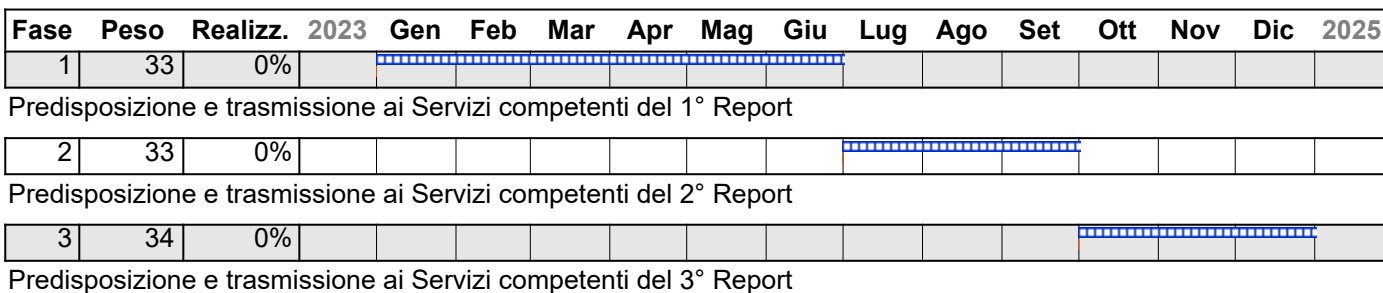 Fase Peso Realizz. 2023 Gen Feb Mar Apr Mag Giu Lug Ago Set Ott Nov Dic 2025
1 33 0%
Predisposizione e trasmissione ai Servizi competenti del 1° Report
2 33 0%
Predisposizione e trasmissione ai Servizi competenti del 2° Report
3 34 0%
Predisposizione e trasmissione ai Servizi competenti del 3° Report